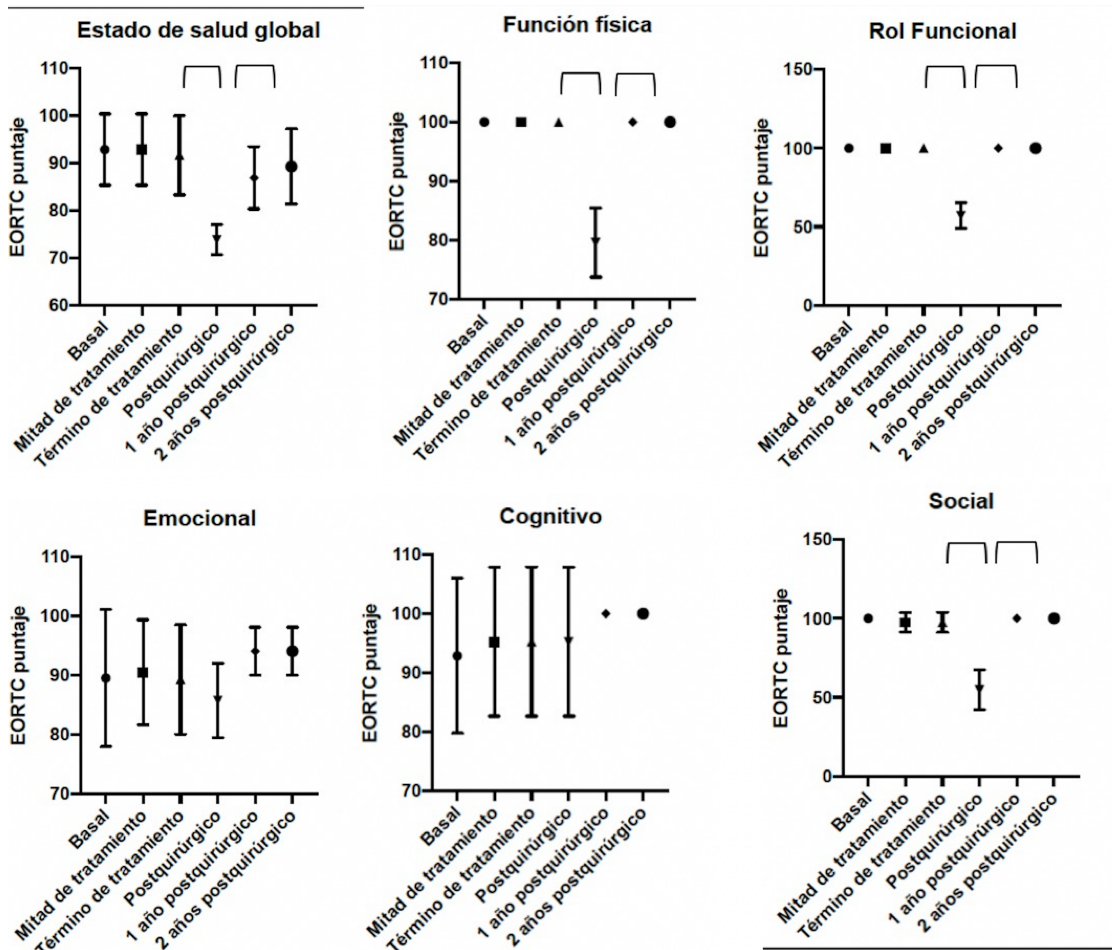 Estado de salud global
EORTC puntaje
110
100
90
80
70
60
Basal
Mitad de tratamiento
Término de tratamiento
Postquirúrgico
1 año postquirúrgico
2 años postquirúrgico
Función física
EORTC puntaje
110
100
90
80
70
Basal
Mitad de tratamiento
Término de tratamiento
Postquirúrgico
1 año postquirúrgico
2 años postquirúrgico
Rol Funcional
EORTC puntaje
150
100
50
0
Basal
Mitad de tratamiento
Término de tratamiento
Postquirúrgico
1 año postquirúrgico
2 años postquirúrgico
Emocional
EORTC puntaje
110
100
90
80
70
Basal
Mitad de tratamiento
Término de tratamiento
Postquirúrgico
1 año postquirúrgico
2 años postquirúrgico
Cognitivo
EORTC puntaje
110
100
90
80
70
Basal
Mitad de tratamiento
Término de tratamiento
Postquirúrgico
1 año postquirúrgico
2 años postquirúrgico
Social
EORTC puntaje
150
100
50
0
Basal
Mitad de tratamiento
Término de tratamiento
Postquirúrgico
1 año postquirúrgico
2 años postquirúrgico